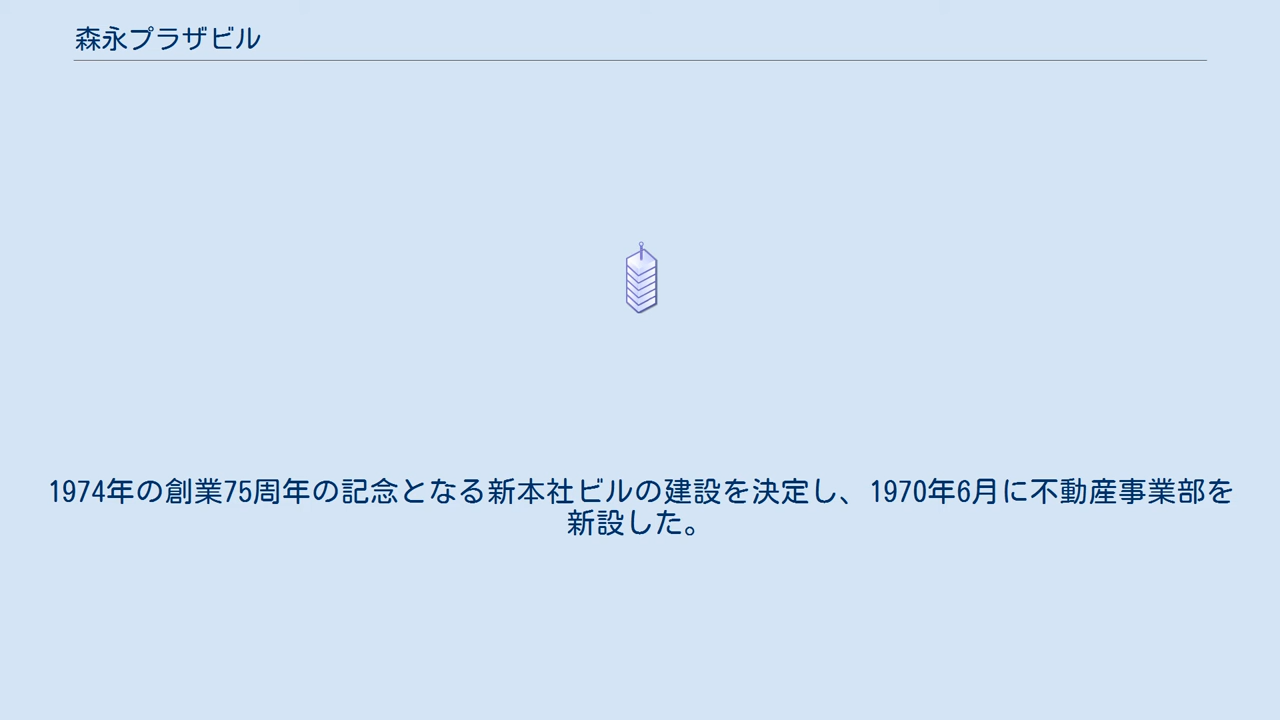 森永プラザビル
1974年の創業75周年の記念となる新本社ビルの建設を決定し、1970年6月に不動産事業部を
新設した。